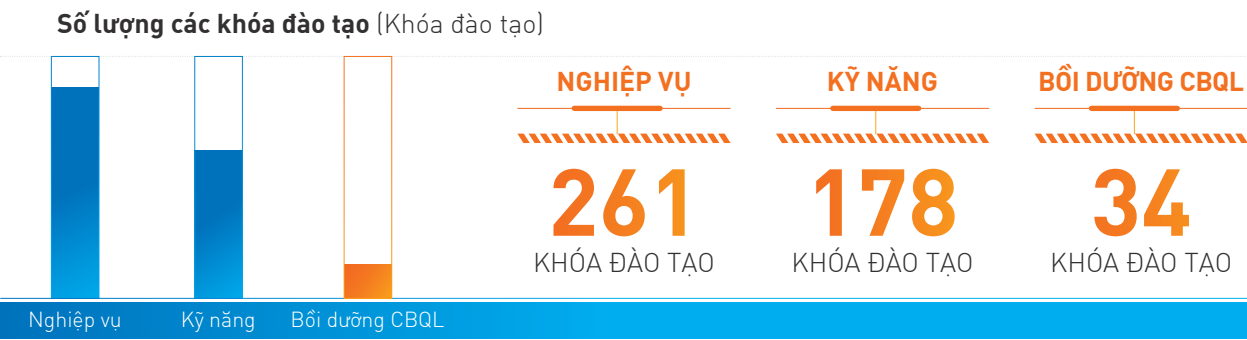 Số lượng các khóa đào tạo (Khóa đào tạo)
NGHIỆP VỤ
261
KHÓA ĐÀO TẠO
KỸ NĂNG
178
KHÓA ĐÀO TẠO
BỒI DƯỠNG CBQL
34
KHÓA ĐÀO TẠO
Nghiệp vụ
Kỹ năng
Bồi dưỡng CBQL